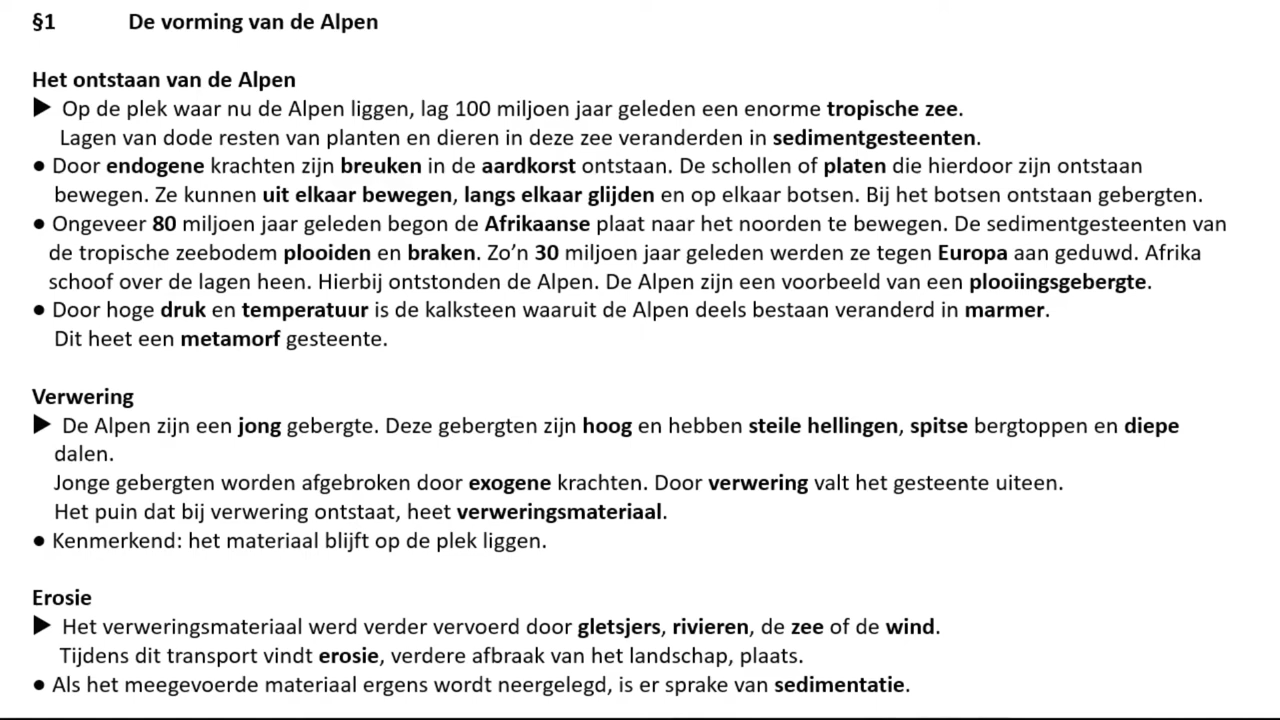 §1 De vorming van de Alpen
Het ontstaan van de Alpen
▶ Op de plek waar nu de Alpen liggen, lag 100 miljoen jaar geleden een enorme tropische zee.
Lagen van dode resten van planten en dieren in deze zee veranderden in sedimentgesteenten.
● Door endogene krachten zijn breuken in de aardkorst ontstaan. De schollen of platen die hierdoor zijn ontstaan
bewegen. Ze kunnen uit elkaar bewegen, langs elkaar glijden en op elkaar botsen. Bij het botsen ontstaan gebergten.
● Ongeveer 80 miljoen jaar geleden begon de Afrikaanse plaat naar het noorden te bewegen. De sedimentgesteenten van
de tropische zeebodem plooiden en braken. Zo’n 30 miljoen jaar geleden werden ze tegen Europa aan geduwd. Afrika
schoof over de lagen heen. Hierbij ontstonden de Alpen. De Alpen zijn een voorbeeld van een plooiingsgebergte.
● Door hoge druk en temperatuur is de kalksteen waaruit de Alpen deels bestaan veranderd in marmer.
Dit heet een metamorf gesteente.
Verwering
▶ De Alpen zijn een jong gebergte. Deze gebergten zijn hoog en hebben steile hellingen, spitse bergtoppen en diepe
dalen.
Jonge gebergten worden afgebroken door exogene krachten. Door verwering valt het gesteente uiteen.
Het puin dat bij verwering ontstaat, heet verweringsmateriaal.
● Kenmerkend: het materiaal blijft op de plek liggen.
Erosie
▶ Het verweringsmateriaal werd verder vervoerd door gletsjers, rivieren, de zee of de wind.
Tijdens dit transport vindt erosie, verdere afbraak van het landschap, plaats.
● Als het meegevoerde materiaal ergens wordt neergelegd, is er sprake van sedimentatie.